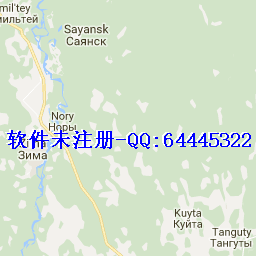 mil'tey
мильтей
Sayansk
Саянск
Nory
Норы
软件未注册-QQ:64445322
Зима
Kuyta
Куйта
Tanguty
Тангуты